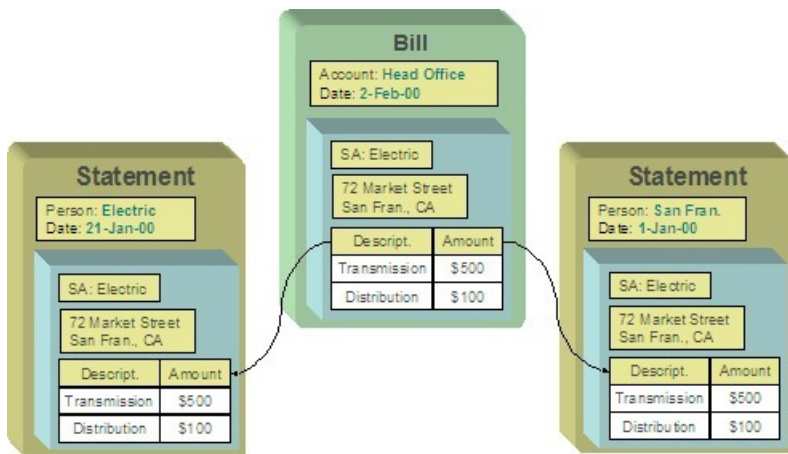 Bill
Account: Head Office
Date: 2-Feb-00
SA: Electric
72 Market Street
San Fran., CA
Descript. Amount
Transmission $500
Distribution $100
Statement
Person: Electric
Date: 21-Jan-00
SA: Electric
72 Market Street
San Fran., CA
Descript. Amount
Transmission $500
Distribution $100
Statement
Person: San Fran.
Date: 1-Jan-00
SA: Electric
72 Market Street
San Fran., CA
Descript. Amount
Transmission $500
Distribution $100